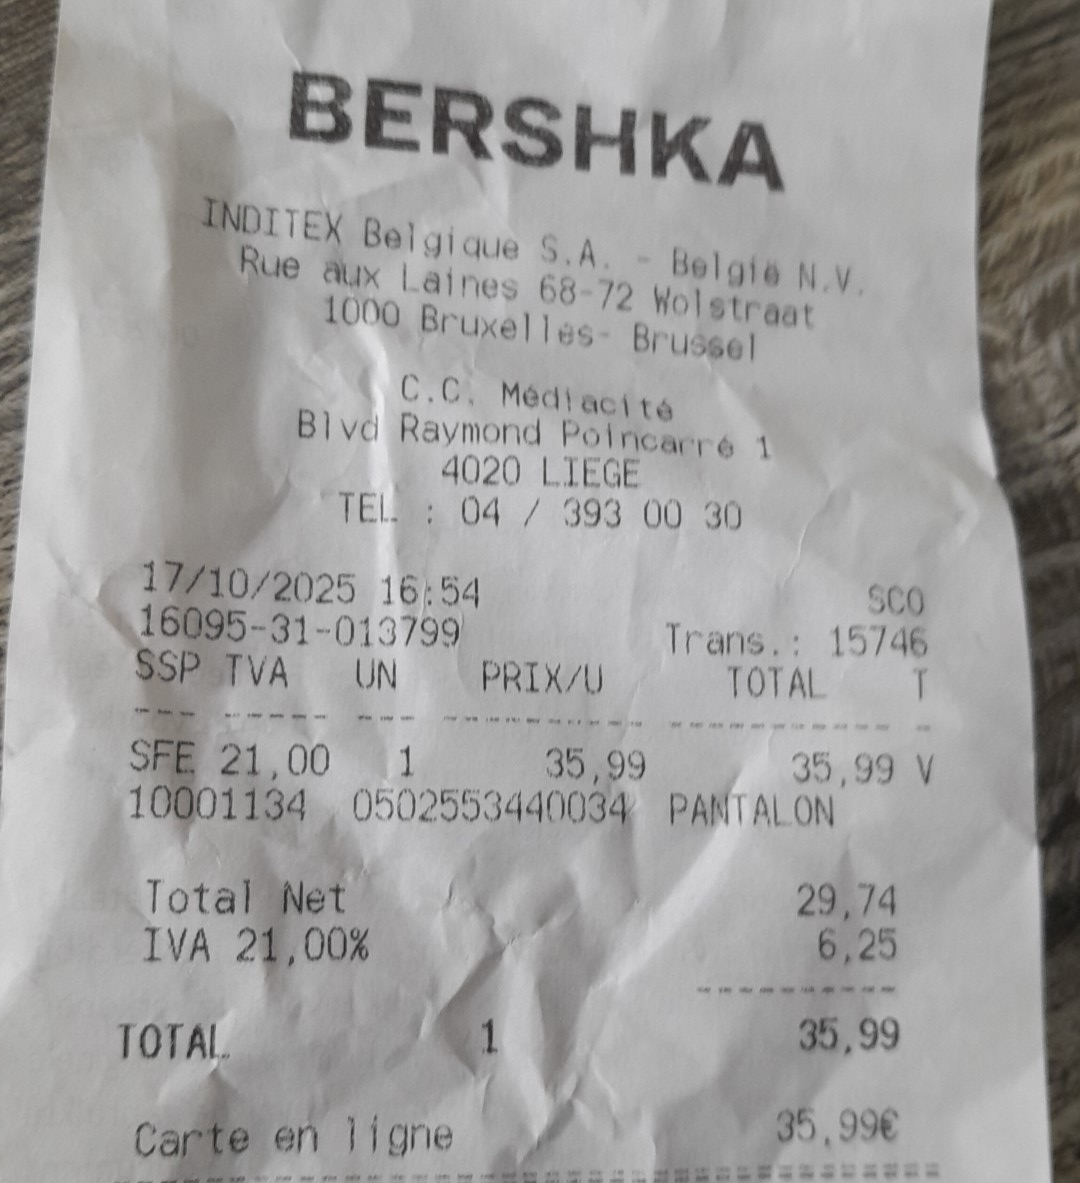 BERSHKA
INDITEX Belgique S.A. - België N.V.
Rue aux Laines 68-72 Wolstraat
1000 Bruxelles- Brussel
C.C. Médiacité
Blvd Raymond Poincarré 1
4020 LIEGE
TEL : 04 / 393 00 30
17/10/2025 16:54 SCO
16095-31-013799 Trans.: 15746
SSP TVA UN PRIX/U TOTAL T
--- ----- --- ---------- ----------- -
SFE 21,00 1 35,99 35,99 V
10001134 0502553440034 PANTALON
Total Net 29,74
IVA 21,00% 6,25
----------
TOTAL 1 35,99
Carte en ligne 35,99€
========================================